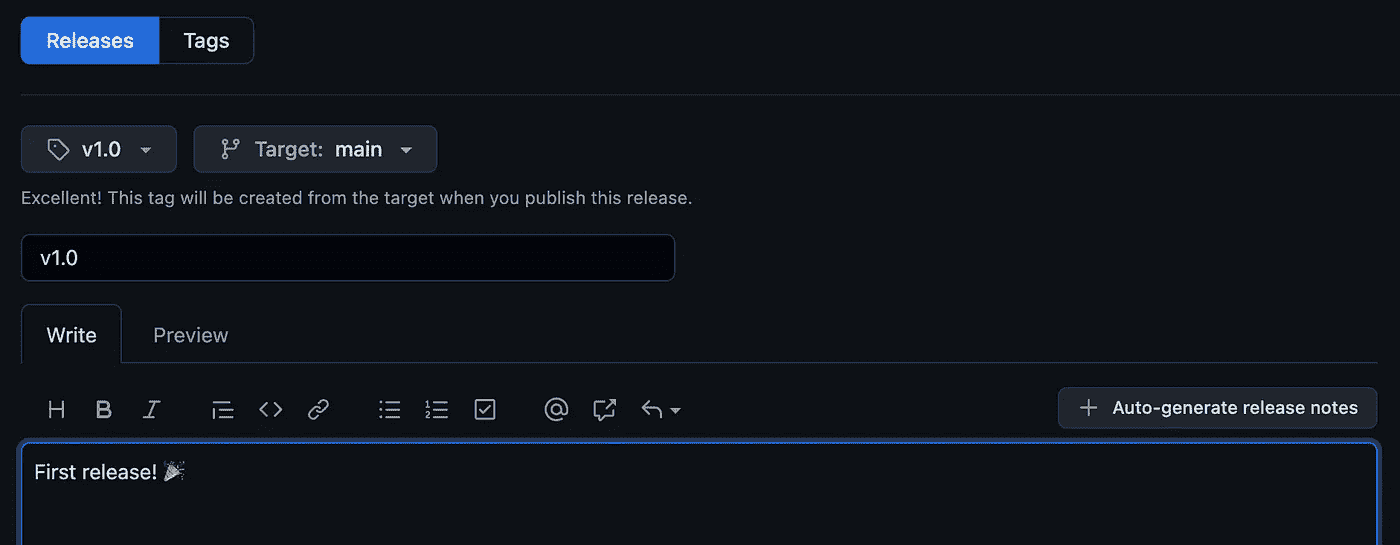 Releases Tags
v1.0 Target: main
Excellent! This tag will be created from the target when you publish this release.
v1.0
Write Preview
Auto-generate release notes
First release! 🎉